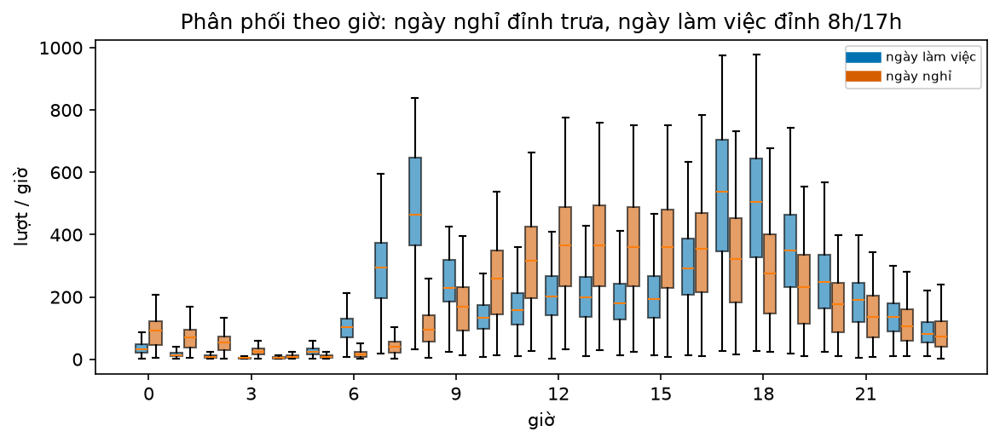 Phân phối theo giờ: ngày nghỉ đỉnh trưa, ngày làm việc đỉnh 8h/17h
ngày làm việc
ngày nghỉ
lượt / giờ
1000
800
600
400
200
0
0 3 6 9 12 15 18 21
giờ